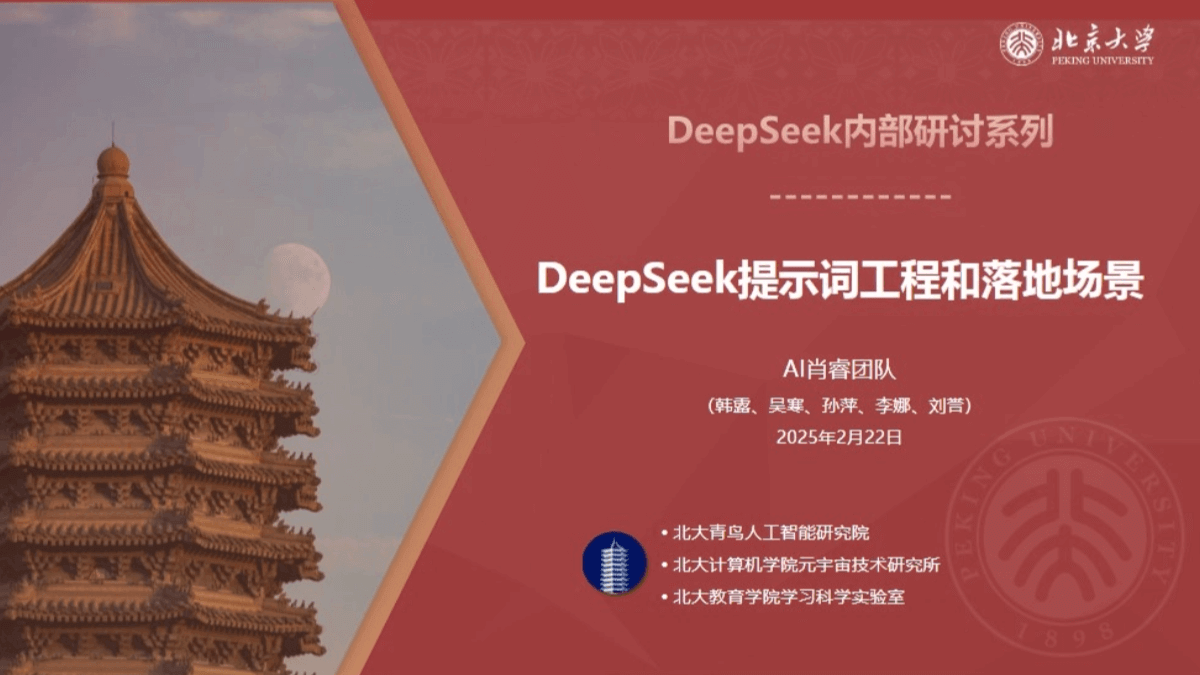 北京大学
PEKING UNIVERSITY
DeepSeek内部研讨系列
------------
DeepSeek提示词工程和落地场景
AI肖睿团队
（韩露、吴寒、孙萍、李娜、刘誉）
2025年2月22日
• 北大青鸟人工智能研究院
• 北大计算机学院元宇宙技术研究所
• 北大教育学院学习科学实验室
PEKING UNIVERSITY
1898